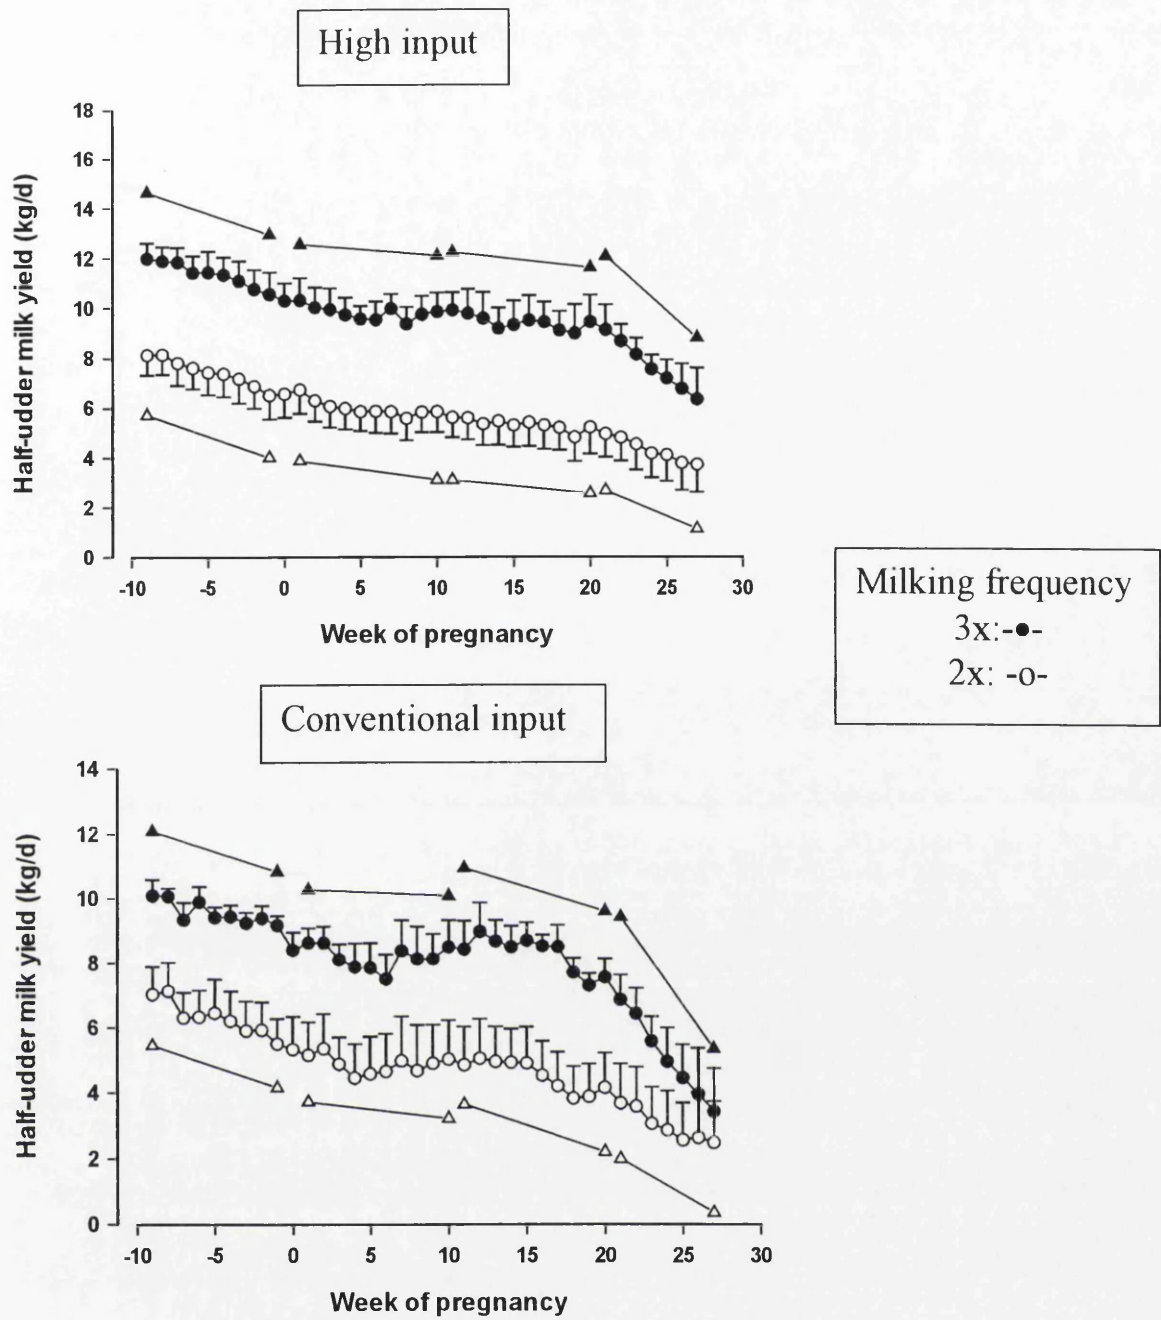 High input
18
16
14
12
10
8
6
4
2
0
Half-udder milk yield (kg/d)
-10 -5 0 5 10 15 20 25 30
Week of pregnancy
Milking frequency
3x:-●-
2x: -o-
Conventional input
14
12
10
8
6
4
2
0
Half-udder milk yield (kg/d)
-10 -5 0 5 10 15 20 25 30
Week of pregnancy